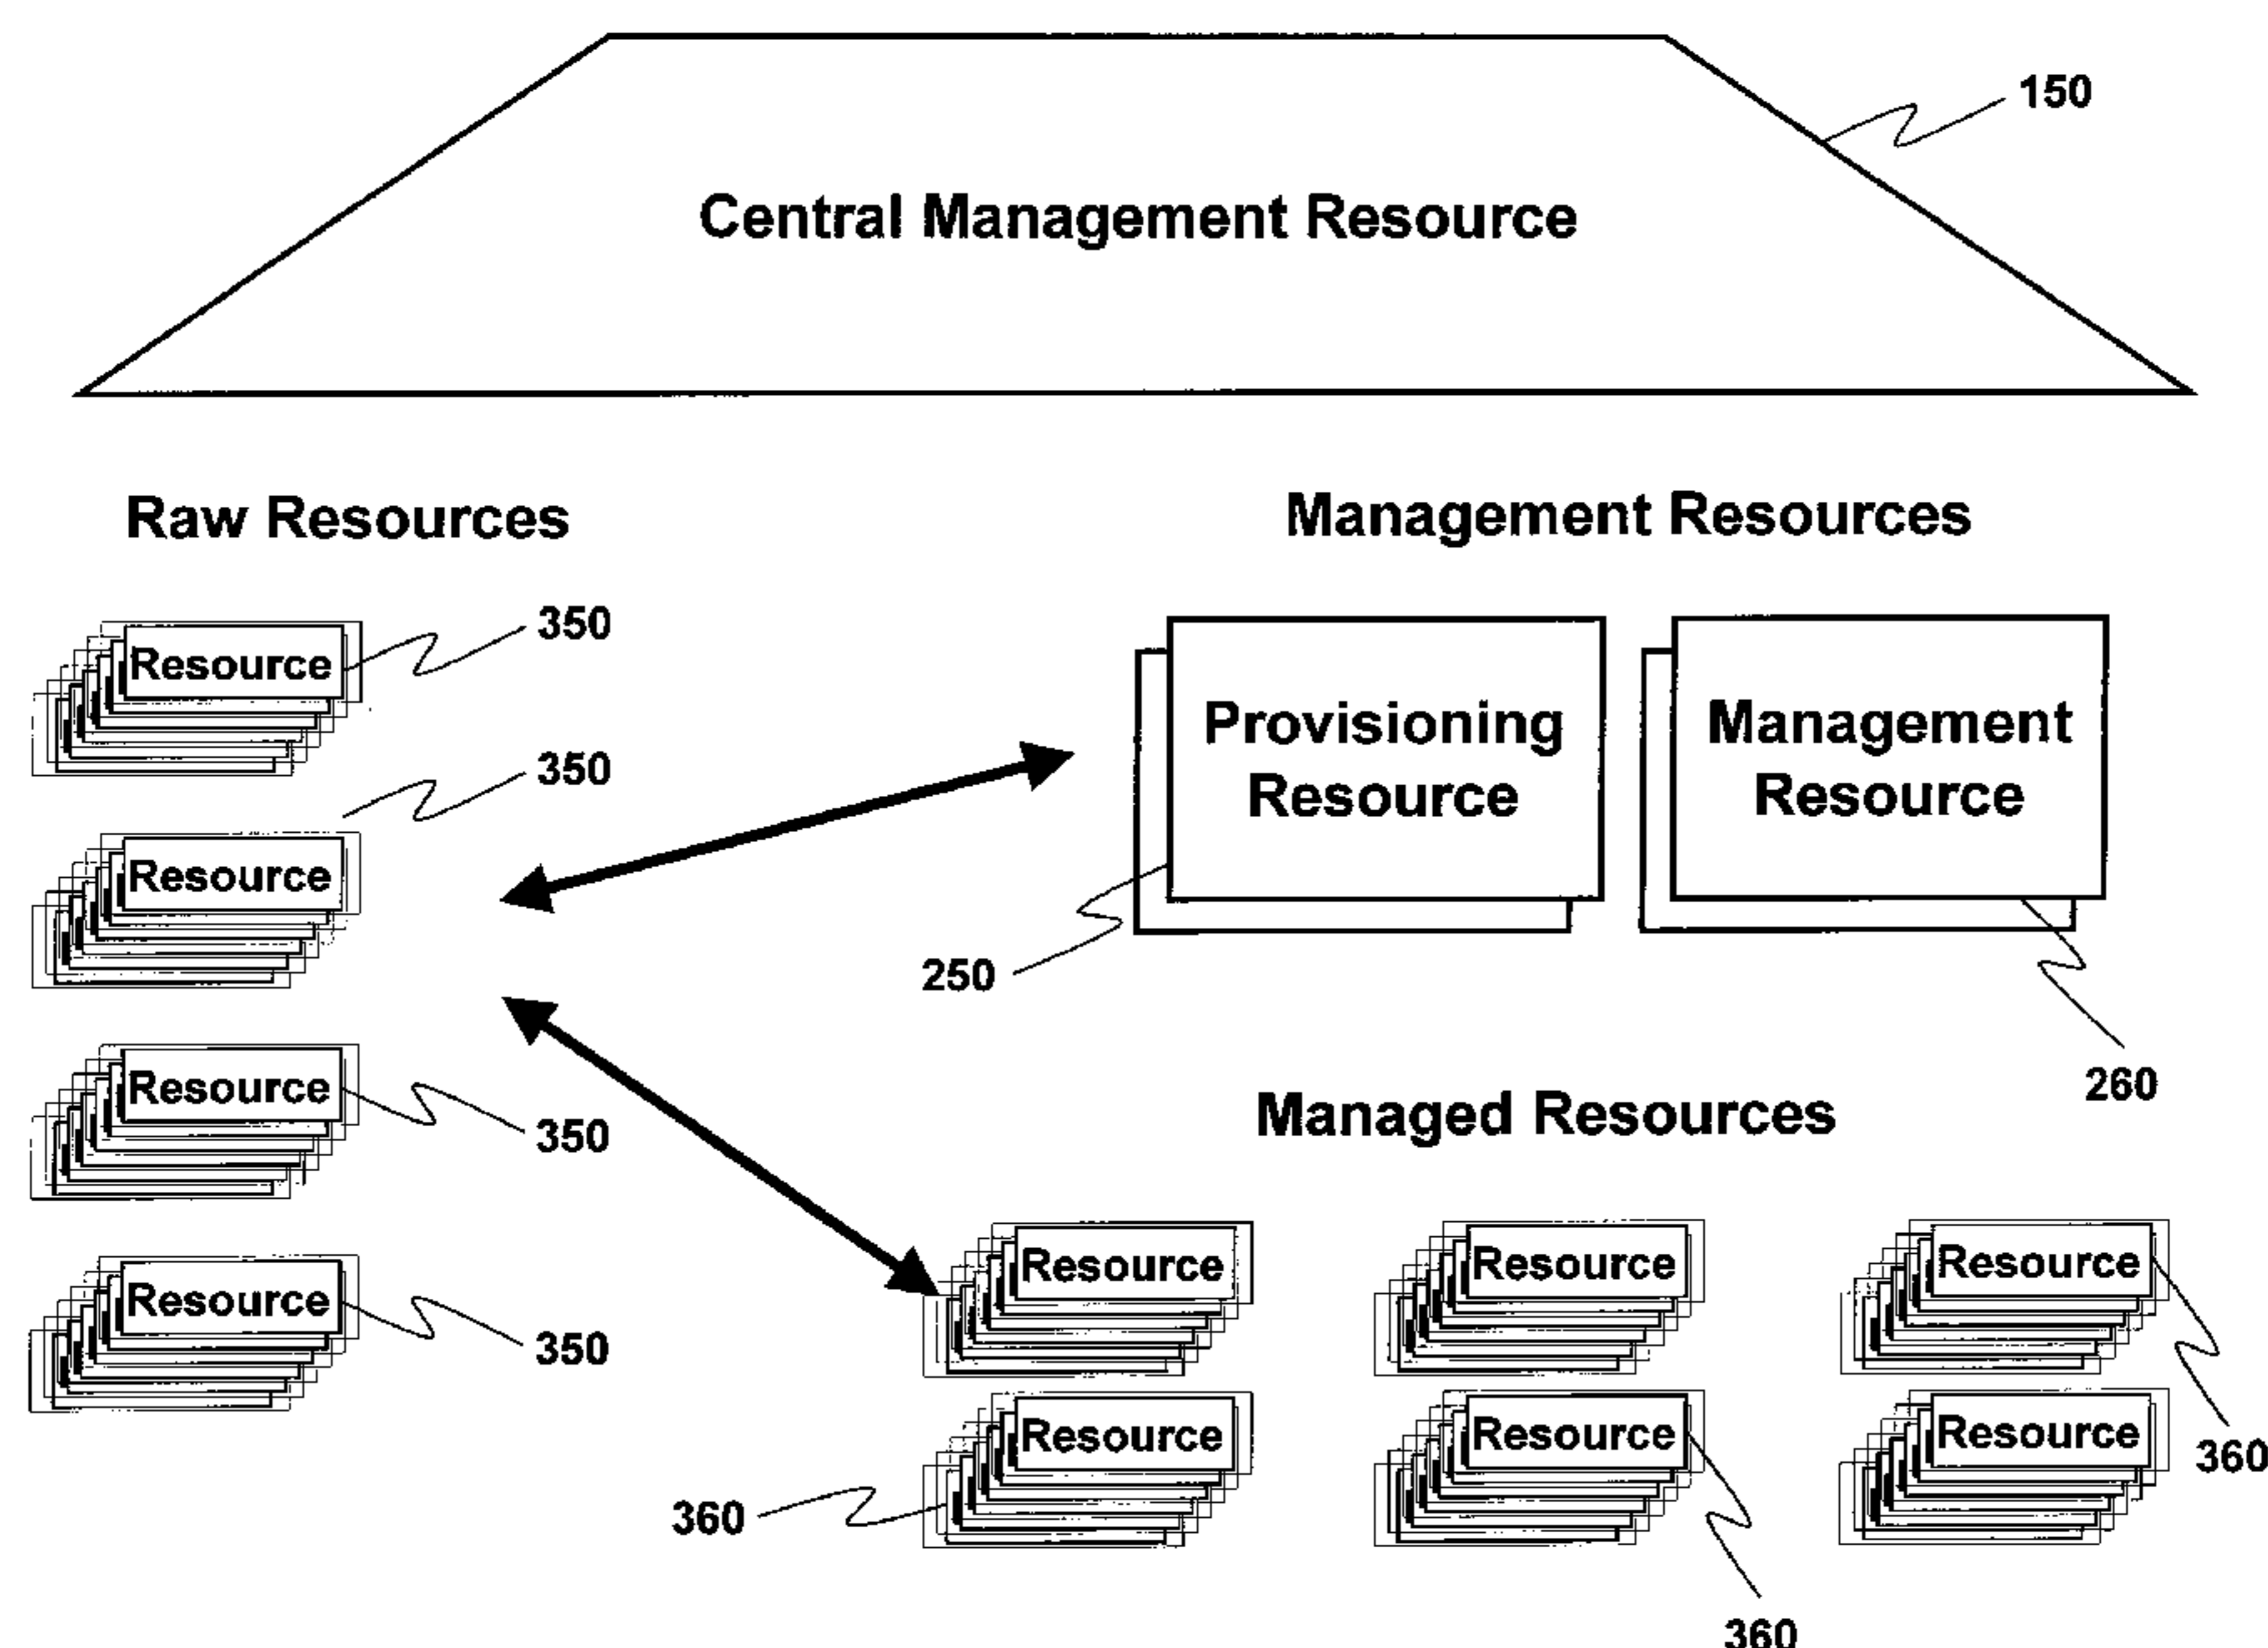 150
Central Management Resource
Raw Resources
Management Resources
Resource
350
350
Resource
Provisioning
Resource
Management
Resource
250
260
Resource
350
Managed Resources
Resource
350
Resource
Resource
Resource
360
Resource
Resource
Resource
360
360